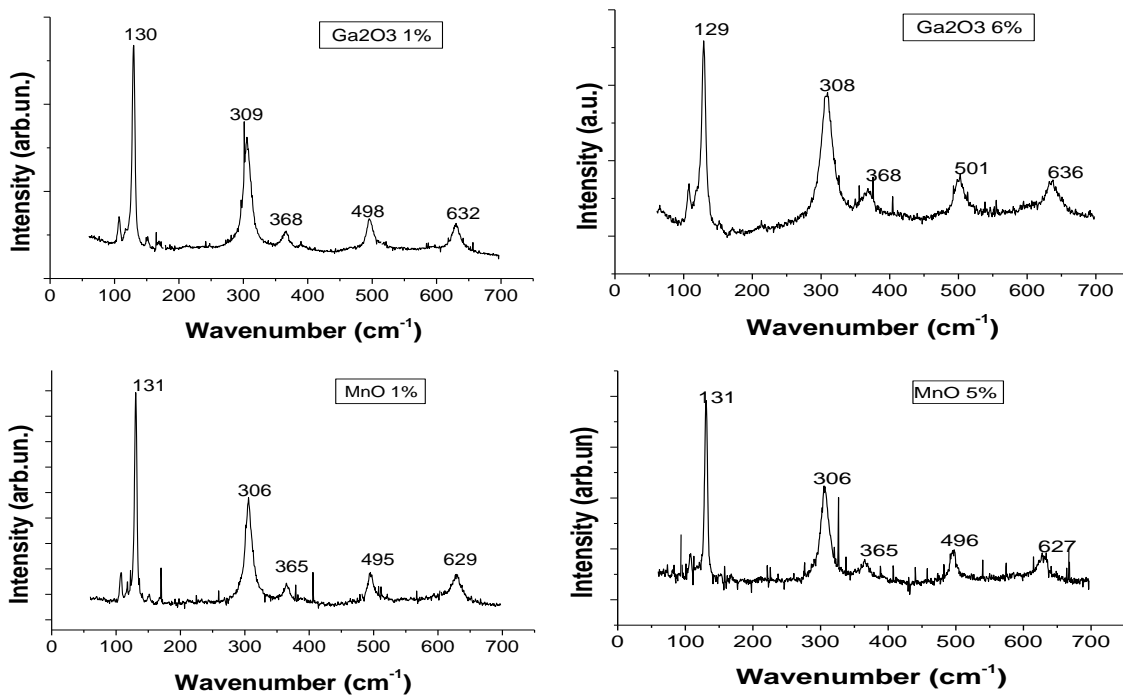 130
Ga2O3 1%
309
368
498
632
Intensity (arb.un.)
0 100 200 300 400 500 600 700
Wavenumber (cm-1)
129
Ga2O3 6%
308
368
501
636
Intensity (a.u.)
0 100 200 300 400 500 600 700
Wavenumber (cm-1)
131
MnO 1%
306
365
495
629
Intensity (arb.un.)
0 100 200 300 400 500 600 700
Wavenumber (cm-1)
131
MnO 5%
306
365
496
627
Intensity (arb.un)
0 100 200 300 400 500 600 700
Wavenumber (cm-1)